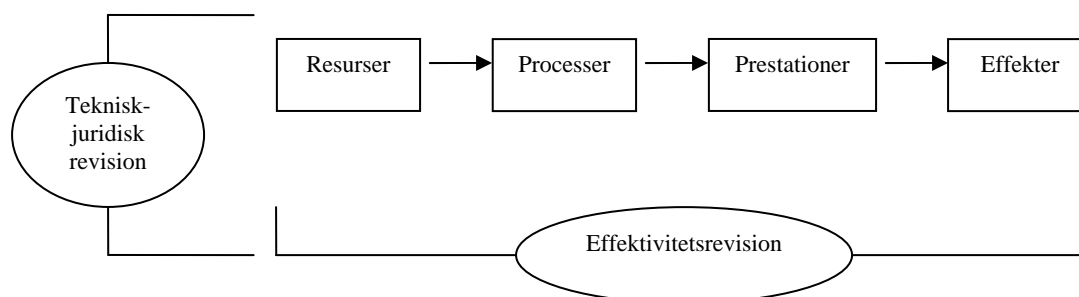 Resurser
Processer
Prestationer
Effekter
Teknisk-
juridisk
revision
Effektivitetsrevision